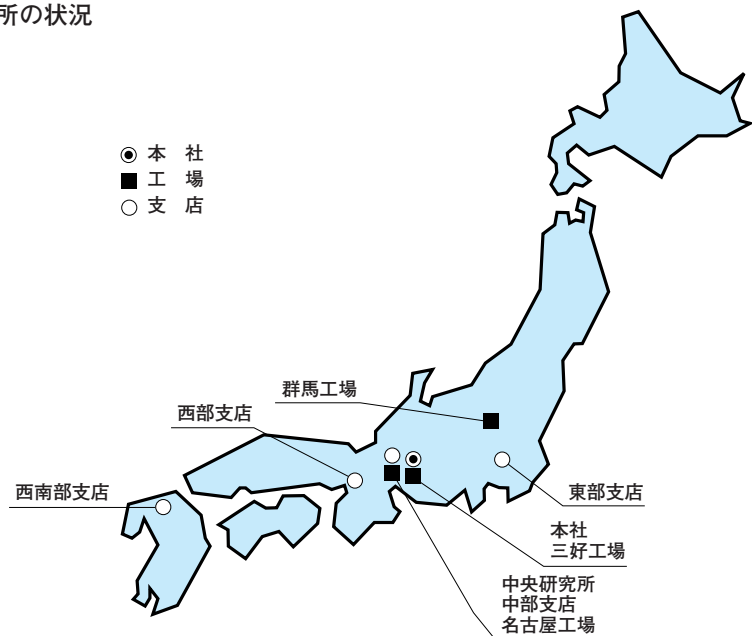 所の状況
本 社
工 場
支 店
群馬工場
西部支店
西南部支店
東部支店
本社
三好工場
中央研究所
中部支店
名古屋工場